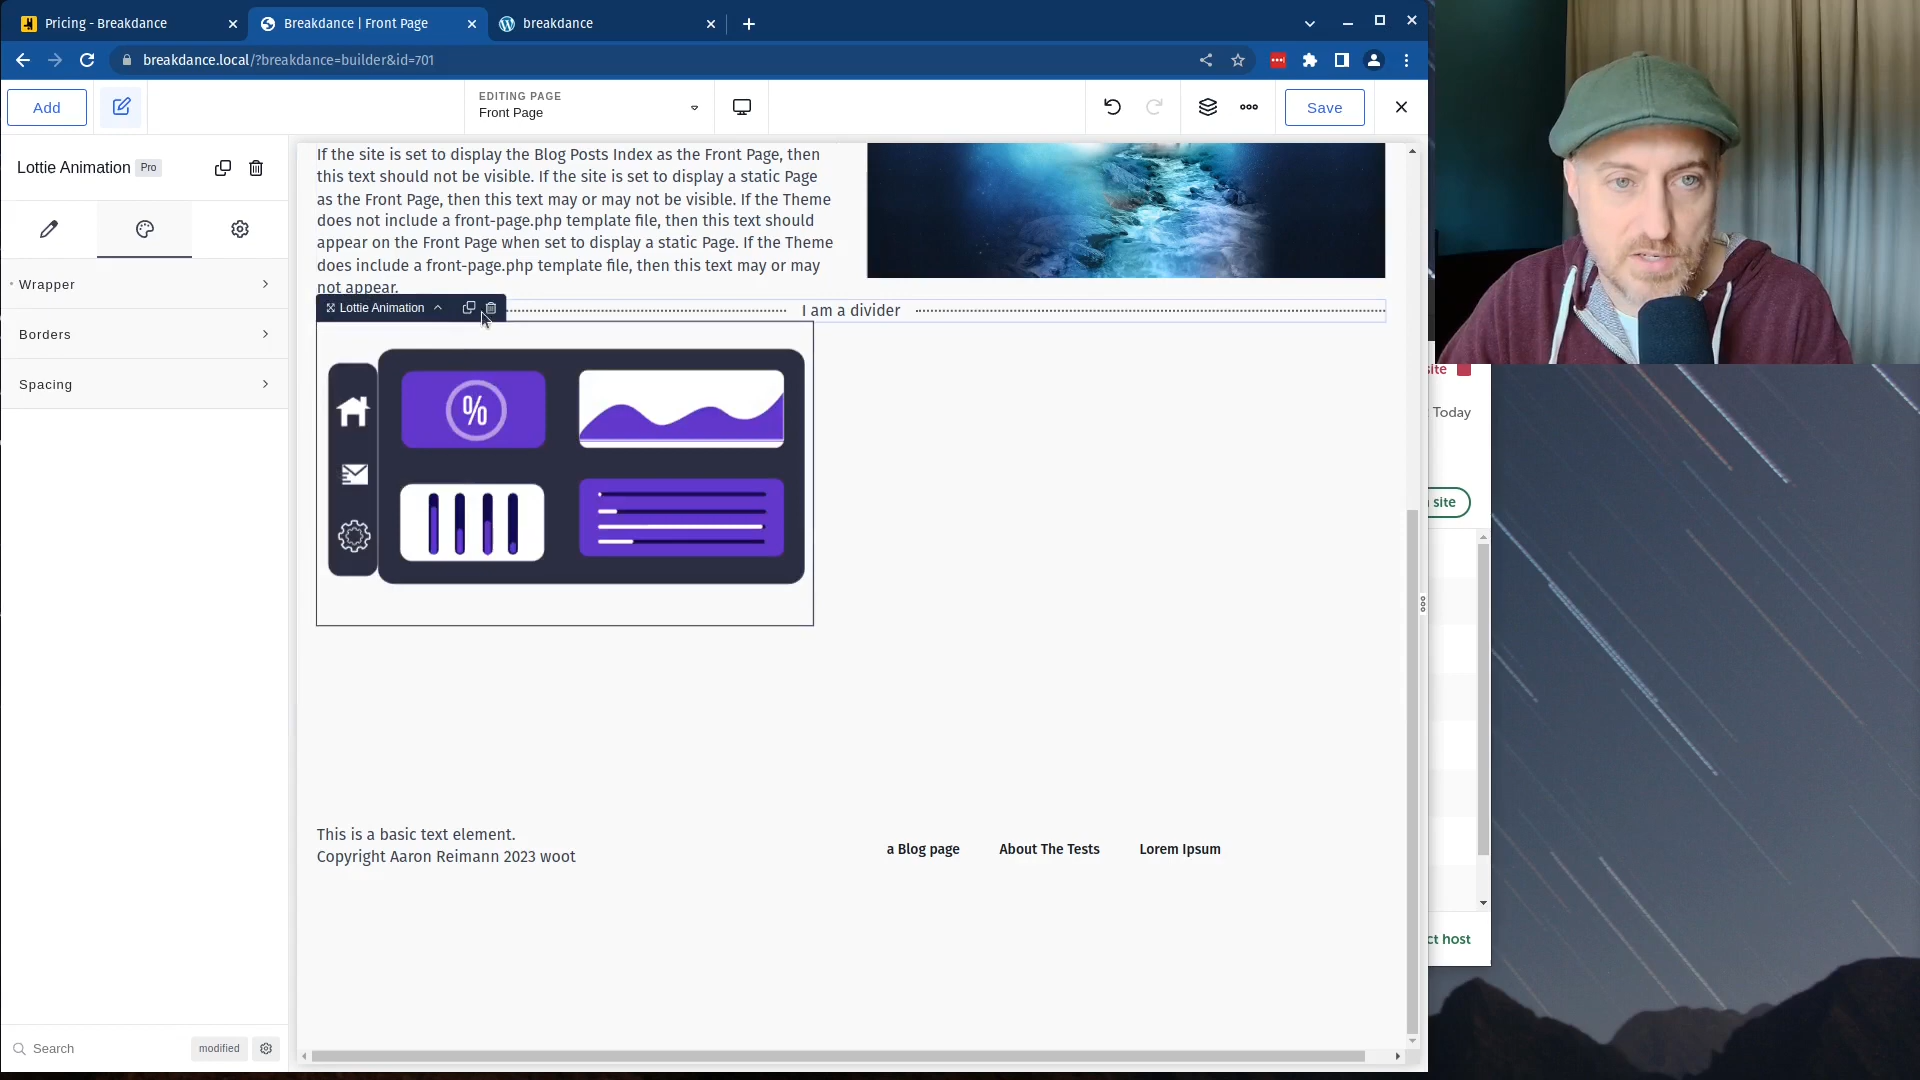 Pricing - Breakdance
Breakdance | Front Page
breakdance
breakdance.local/?breakdance=builder&id=701
Add
EDITING PAGE
Front Page
Save
Lottie Animation Pro
Wrapper
Borders
Spacing
Search
modified
If the site is set to display the Blog Posts Index as the Front Page, then
this text should not be visible. If the site is set to display a static Page
as the Front Page, then this text may or may not be visible. If the Theme
does not include a front-page.php template file, then this text should
appear on the Front Page when set to display a static Page. If the Theme
does include a front-page.php template file, then this text may or may
not appear.
Lottie Animation
I am a divider
%
This is a basic text element.
Copyright Aaron Reimann 2023 woot
a Blog page
About The Tests
Lorem Ipsum
site
Today
site
ct host